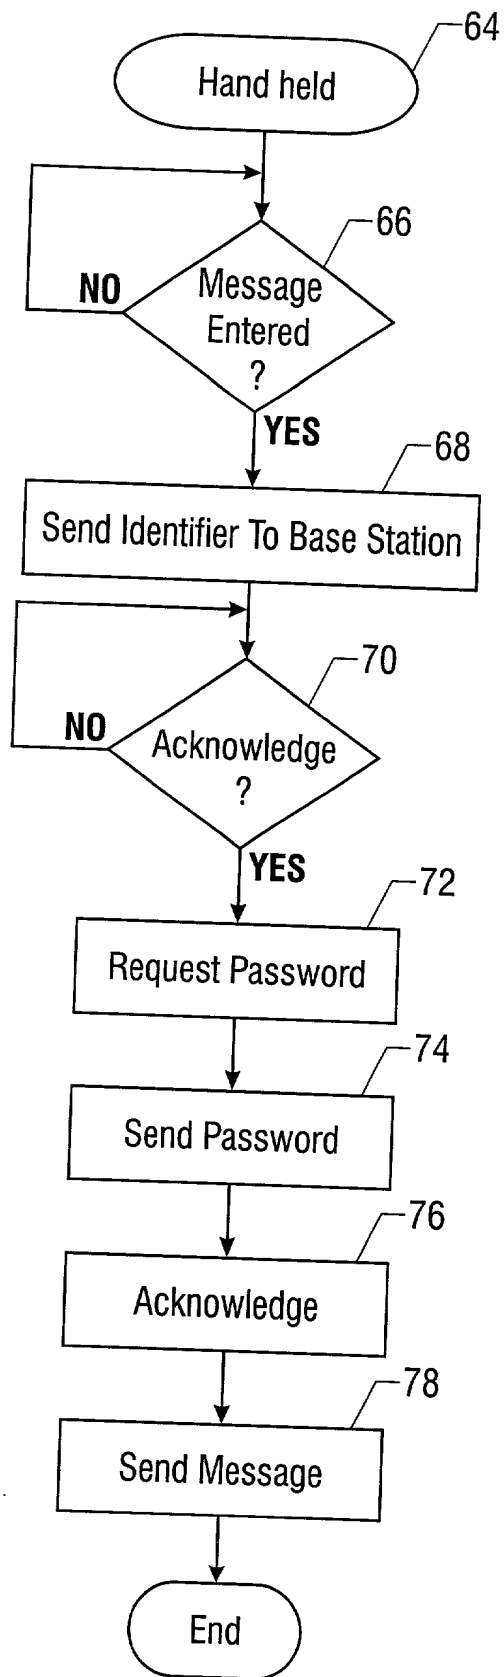 64
Hand held
66
Message
Entered
?
NO
YES
68
Send Identifier To Base Station
70
Acknowledge
?
NO
YES
72
Request Password
74
Send Password
76
Acknowledge
78
Send Message
End